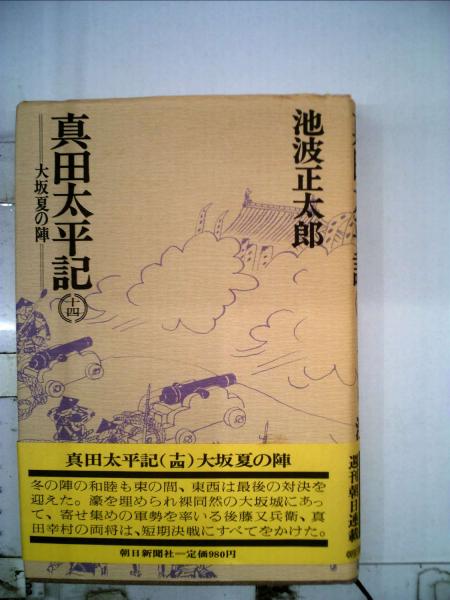 池波正太郎
真田太平記
十四
大坂夏の陣
真田太平記(十四)大坂夏の陣
冬の陣の和睦も束の間、東西は最後の対決を
迎えた。濠を埋められ裸同然の大坂城にあっ
て、寄せ集めの軍勢を率いる後藤又兵衛、真
田幸村の両将は、短期決戦にすべてをかけた。
朝日新聞社―定価980円
週刊朝日連載